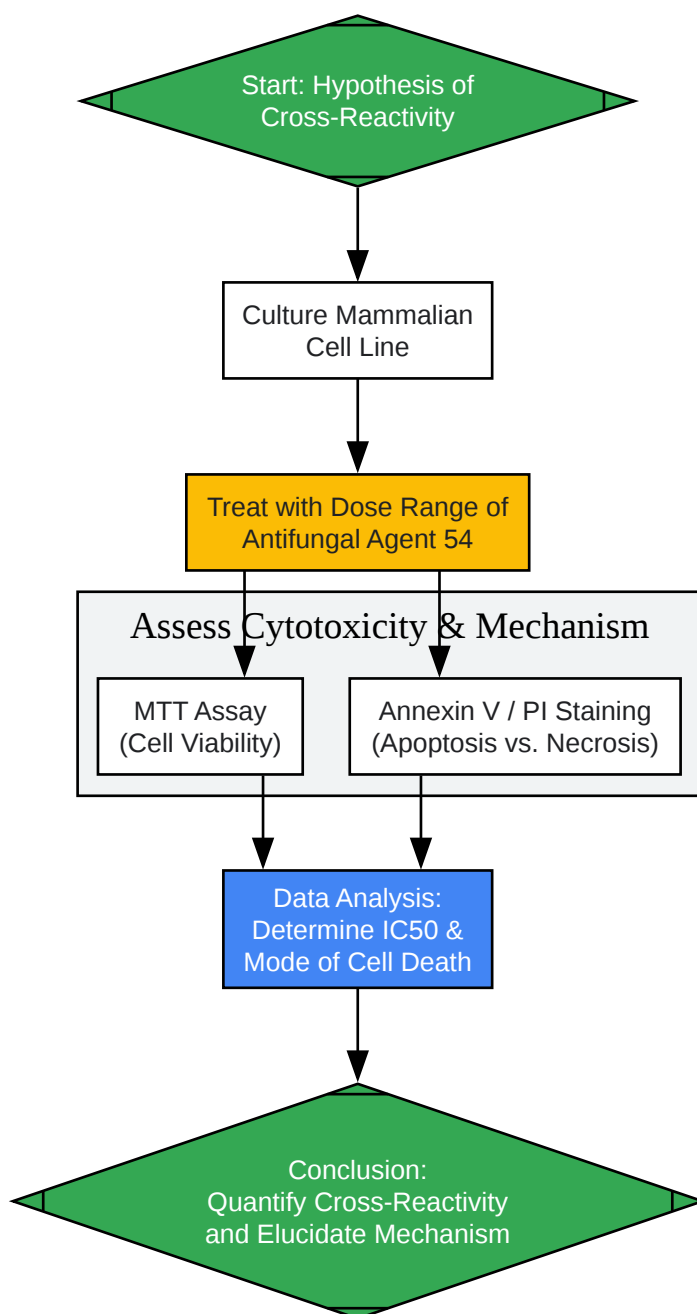 Start: Hypothesis of
Cross-Reactivity
Culture Mammalian
Cell Line
Treat with Dose Range of
Antifungal Agent 54
Assess Cytotoxicity & Mechanism
MTT Assay
(Cell Viability)
Annexin V / PI Staining
(Apoptosis vs. Necrosis)
Data Analysis:
Determine IC50 &
Mode of Cell Death
Conclusion:
Quantify Cross-Reactivity
and Elucidate Mechanism